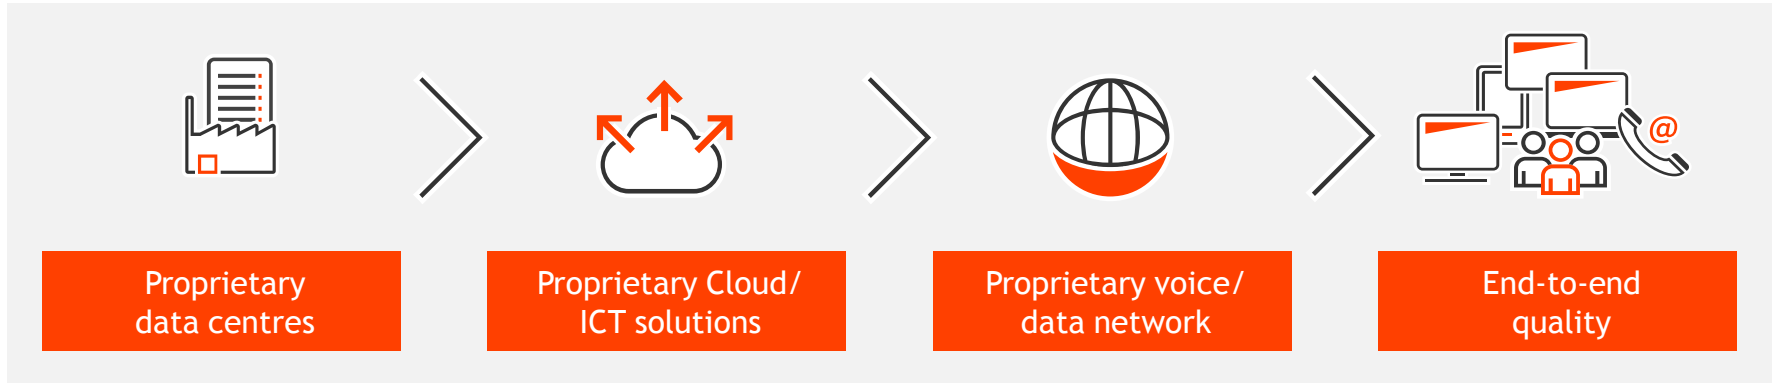 @
Proprietary
data centres
Proprietary Cloud/
ICT solutions
Proprietary voice/
data network
End-to-end
quality